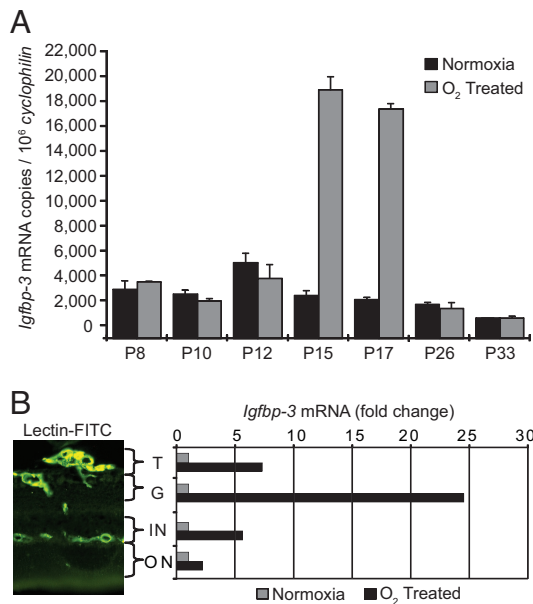 A
Igfbp-3 mRNA copies / 10⁶ cyclophilin
22,000
20,000
18,000
16,000
14,000
12,000
10,000
8,000
6,000
4,000
2,000
0
Normoxia
O₂ Treated
P8 P10 P12 P15 P17 P26 P33
B
Igfbp-3 mRNA (fold change)
Lectin-FITC
0 5 10 15 20 25 30
T
G
IN
ON
Normoxia O₂ Treated